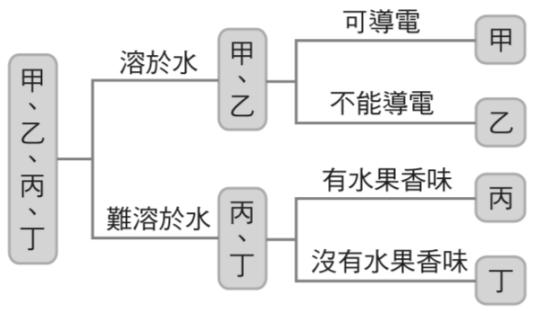 甲、乙、丙、丁
溶於水
甲、乙
可導電
甲
不能導電
乙
難溶於水
丙、丁
有水果香味
丙
沒有水果香味
丁